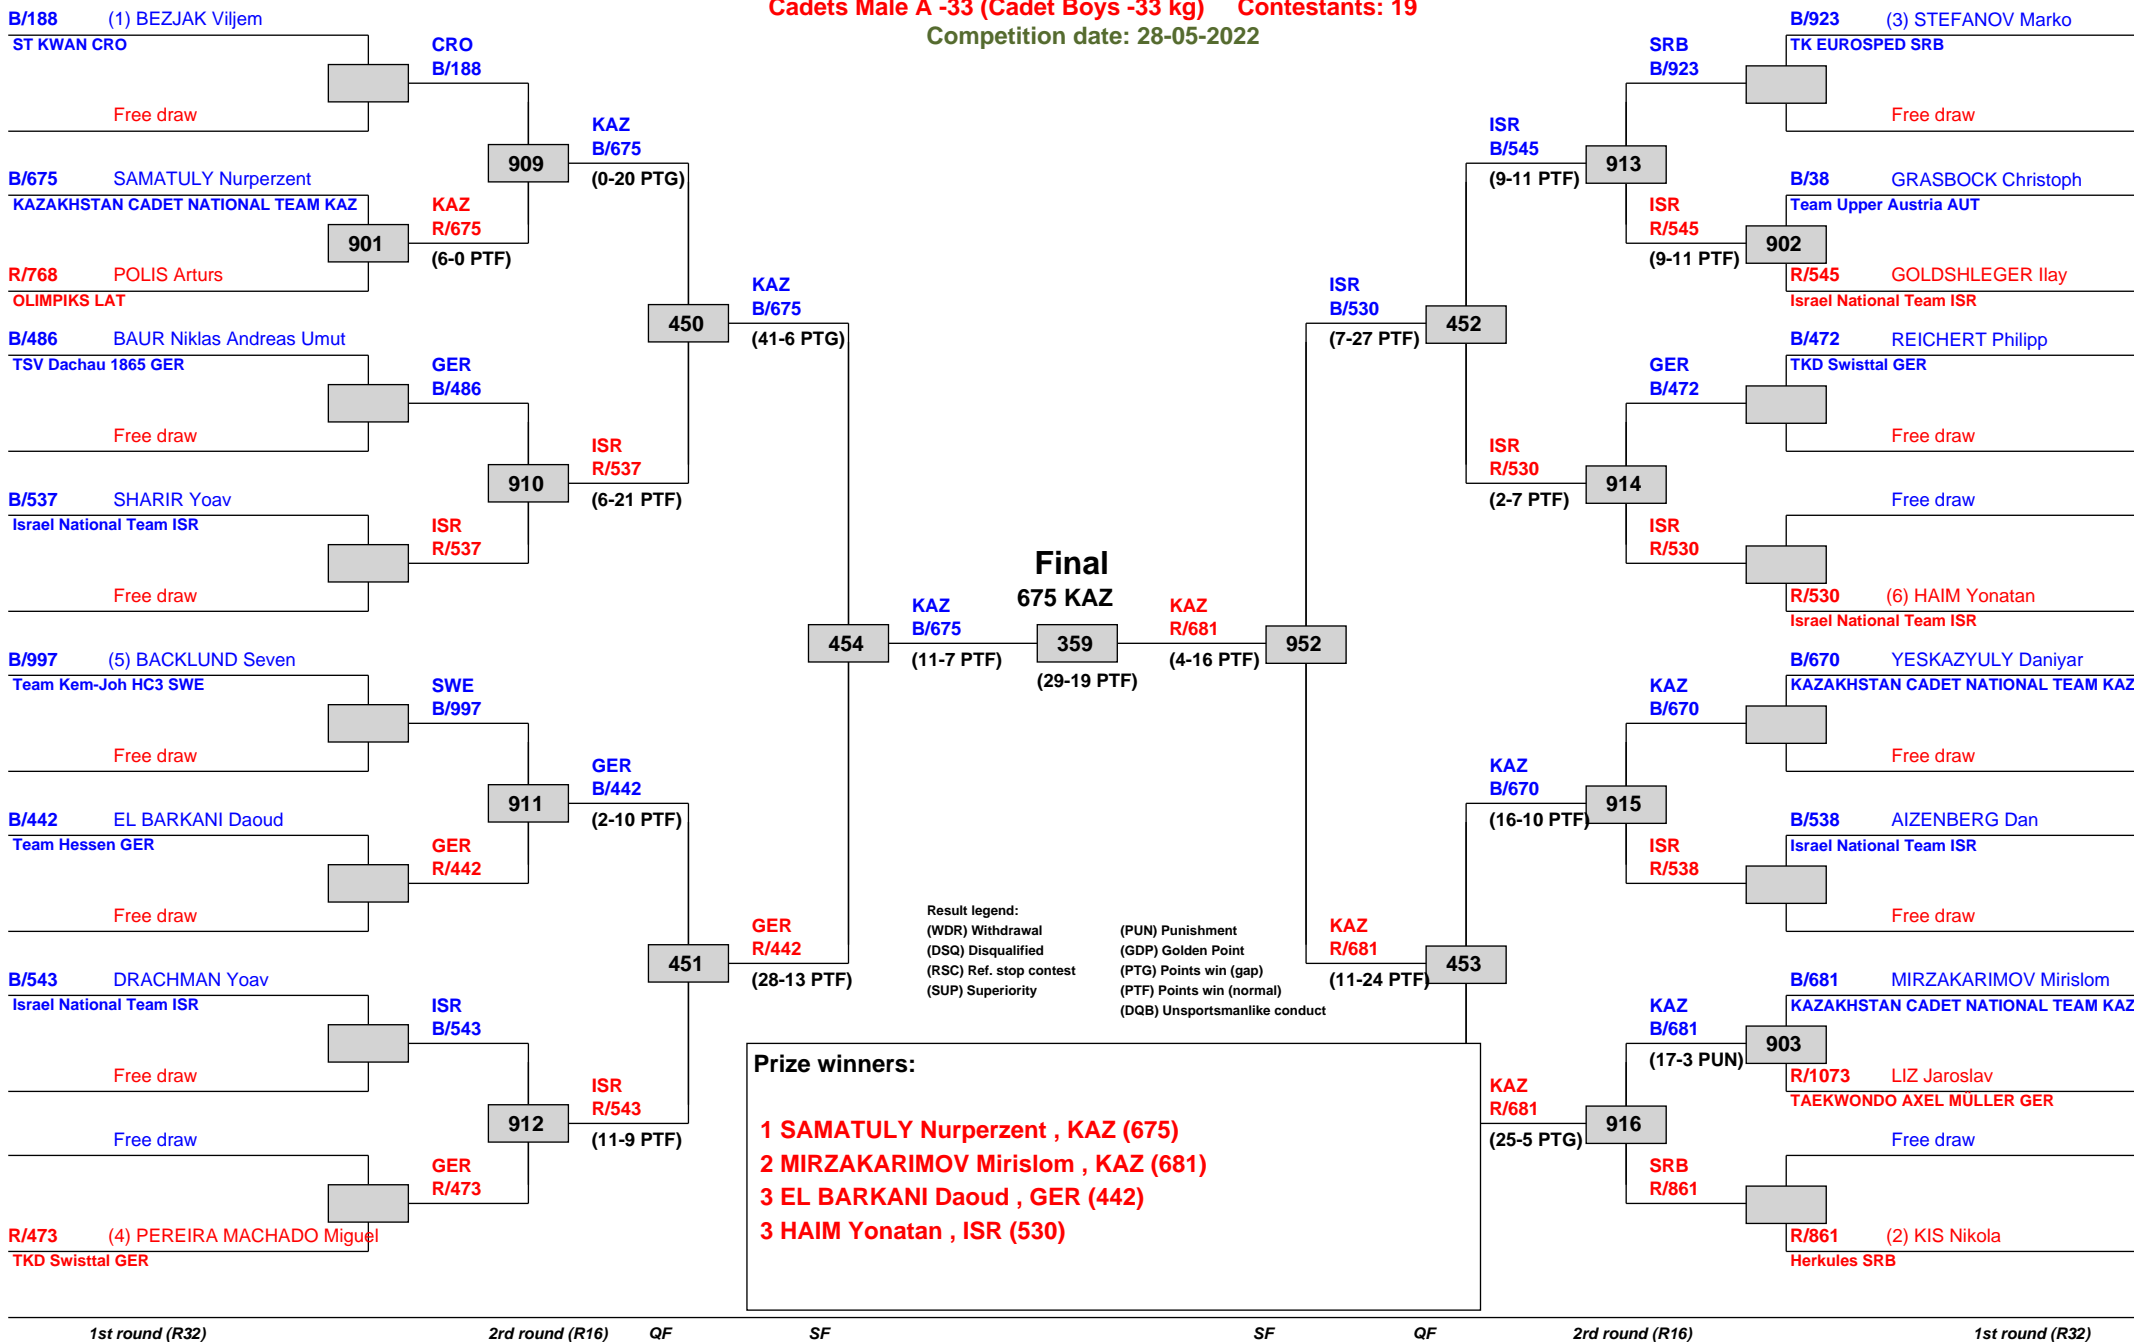 Cadets Male A -33 (Cadet Boys -33 kg) Contestants: 19
Competition date: 28-05-2022
B/188 (1) BEZJAK Viljem
ST KWAN CRO
Free draw
B/675 SAMATULY Nurperzent
KAZAKHSTAN CADET NATIONAL TEAM KAZ
901
R/768 POLIS Arturs
OLIMPIKS LAT
B/486 BAUR Niklas Andreas Umut
TSV Dachau 1865 GER
Free draw
B/537 SHARIR Yoav
Israel National Team ISR
Free draw
B/997 (5) BACKLUND Seven
Team Kem-Joh HC3 SWE
Free draw
B/442 EL BARKANI Daoud
Team Hessen GER
Free draw
B/543 DRACHMAN Yoav
Israel National Team ISR
Free draw
Free draw
R/473 (4) PEREIRA MACHADO Miguel
TKD Swisttal GER
CRO
B/188
909
KAZ
R/675
(6-0 PTF)
GER
B/486
910
ISR
R/537
SWE
B/997
911
GER
R/442
ISR
B/543
912
GER
R/473
KAZ
B/675
(0-20 PTG)
450
ISR
R/537
(6-21 PTF)
GER
B/442
(2-10 PTF)
451
ISR
R/543
(11-9 PTF)
KAZ
B/675
(41-6 PTG)
454
GER
R/442
(28-13 PTF)
KAZ
B/675
(11-7 PTF)
Final
675 KAZ
359
(29-19 PTF)
KAZ
R/681
(4-16 PTF)
952
ISR
B/530
(7-27 PTF)
452
KAZ
R/681
(11-24 PTF)
453
ISR
B/545
(9-11 PTF)
913
ISR
R/530
(2-7 PTF)
914
KAZ
B/670
(16-10 PTF)
915
KAZ
R/681
(25-5 PTG)
916
SRB
B/923
ISR
R/545
(9-11 PTF)
902
GER
B/472
ISR
R/530
KAZ
B/670
ISR
R/538
KAZ
B/681
(17-3 PUN)
903
SRB
R/861
B/923 (3) STEFANOV Marko
TK EUROSPED SRB
Free draw
B/38 GRASBOCK Christoph
Team Upper Austria AUT
R/545 GOLDSHLEGER Ilay
Israel National Team ISR
B/472 REICHERT Philipp
TKD Swisttal GER
Free draw
Free draw
R/530 (6) HAIM Yonatan
Israel National Team ISR
B/670 YESKAZYULY Daniyar
KAZAKHSTAN CADET NATIONAL TEAM KAZ
Free draw
B/538 AIZENBERG Dan
Israel National Team ISR
Free draw
B/681 MIRZAKARIMOV Mirislom
KAZAKHSTAN CADET NATIONAL TEAM KAZ
R/1073 LIZ Jaroslav
TAEKWONDO AXEL MÜLLER GER
Free draw
R/861 (2) KIS Nikola
Herkules SRB
Result legend:
(WDR) Withdrawal (PUN) Punishment
(DSQ) Disqualified (GDP) Golden Point
(RSC) Ref. stop contest (PTG) Points win (gap)
(SUP) Superiority (PTF) Points win (normal)
(DQB) Unsportsmanlike conduct
Prize winners:
1 SAMATULY Nurperzent , KAZ (675)
2 MIRZAKARIMOV Mirislom , KAZ (681)
3 EL BARKANI Daoud , GER (442)
3 HAIM Yonatan , ISR (530)
1st round (R32) 2rd round (R16) QF SF SF QF 2rd round (R16) 1st round (R32)